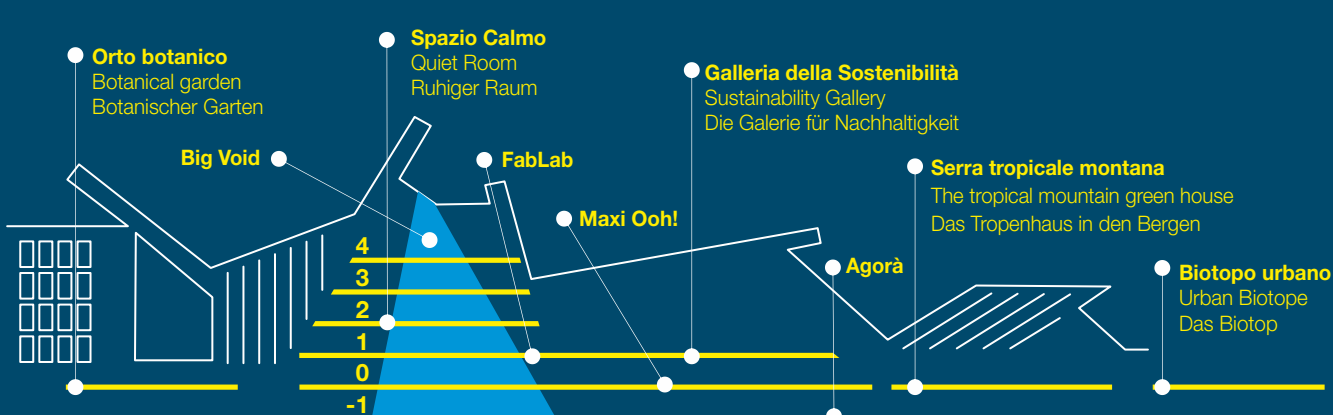 Orto botanico
Botanical garden
Botanischer Garten
Spazio Calmo
Quiet Room
Ruhiger Raum
Big Void
FabLab
Maxi Ooh!
Galleria della Sostenibilità
Sustainability Gallery
Die Galerie für Nachhaltigkeit
Agorà
Serra tropicale montana
The tropical mountain green house
Das Tropenhaus in den Bergen
Biotopo urbano
Urban Biotope
Das Biotop
4
3
2
1
0
-1